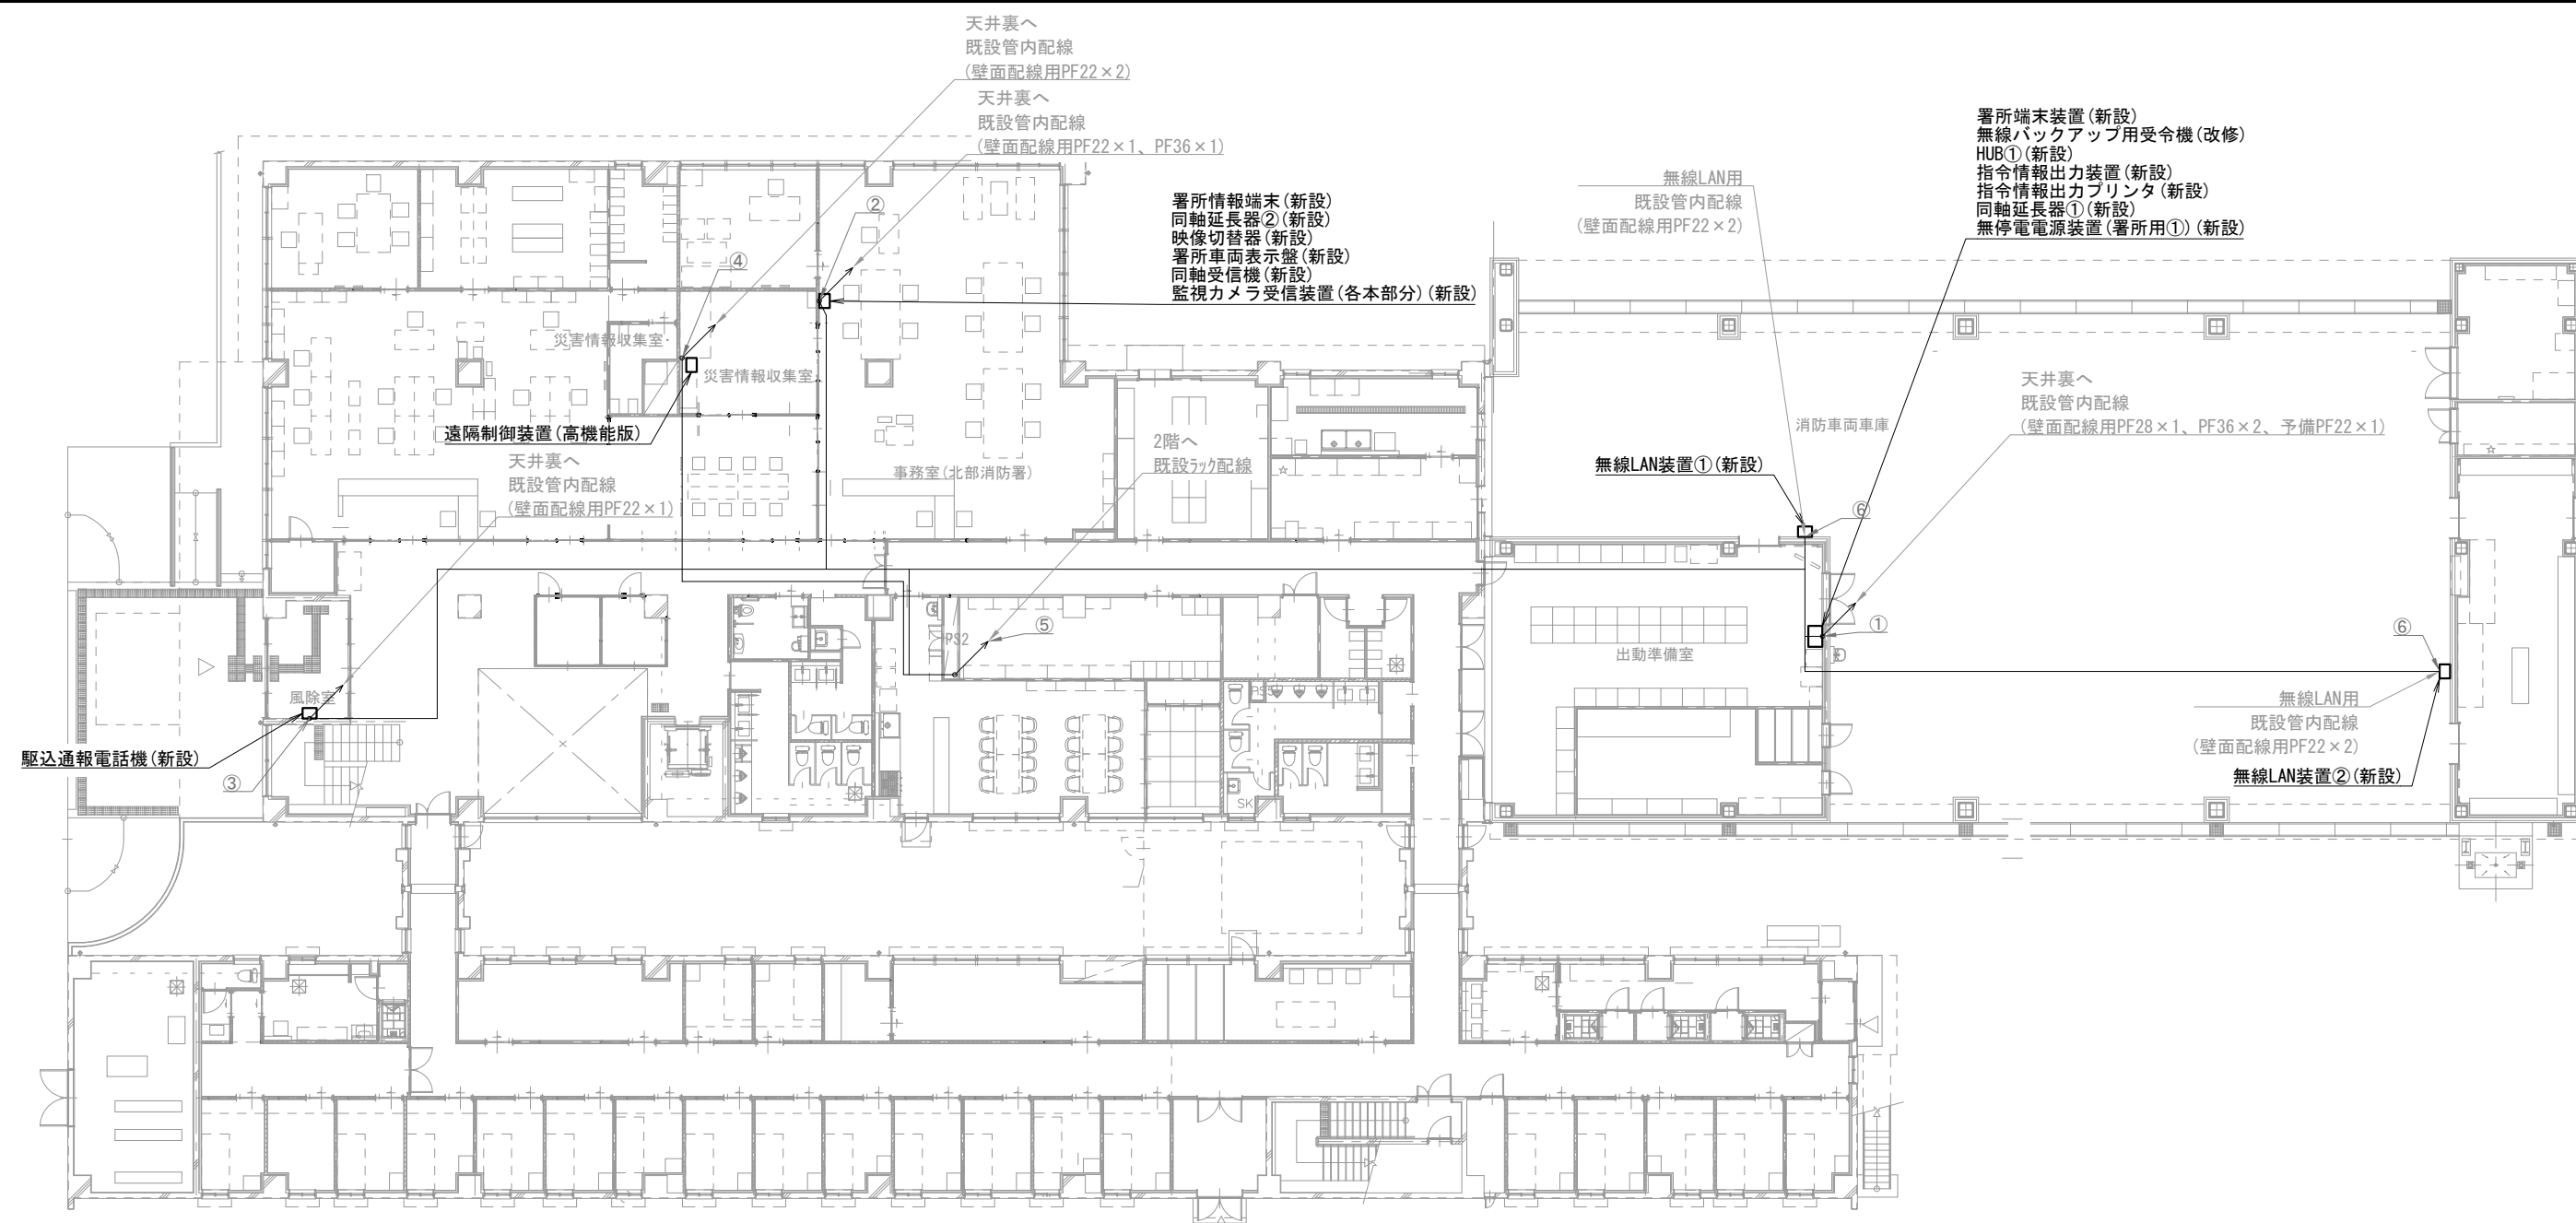 天井裏へ
既設管内配線
(壁面配線用PF22×2)
天井裏へ
既設管内配線
(壁面配線用PF22×1、PF36×1)
署所端末装置(新設)
無線バックアップ用受令機(改修)
HUB①(新設)
指令情報出力装置(新設)
指令情報出力プリンタ(新設)
同軸延長器①(新設)
無停電電源装置(署所用①)(新設)
無線LAN用
既設管内配線
(壁面配線用PF22×2)
署所情報端末(新設)
同軸延長器②(新設)
映像切替器(新設)
署所車両表示盤(新設)
同軸受信機(新設)
監視カメラ受信装置(各本部分)(新設)
②
④
災害情報収集室
災害情報収集室
遠隔制御装置(高機能版)
天井裏へ
既設管内配線
(壁面配線用PF22×1)
事務室(北部消防署)
2階へ
既設ラック配線
天井裏へ
既設管内配線
(壁面配線用PF28×1、PF36×2、予備PF22×1)
消防車両車庫
無線LAN装置①(新設)
⑥
☆
☆
⑤
PS2
①
出動準備室
⑥
無線LAN用
既設管内配線
(壁面配線用PF22×2)
無線LAN装置②(新設)
風除室
駆込通報電話機(新設)
③
SK